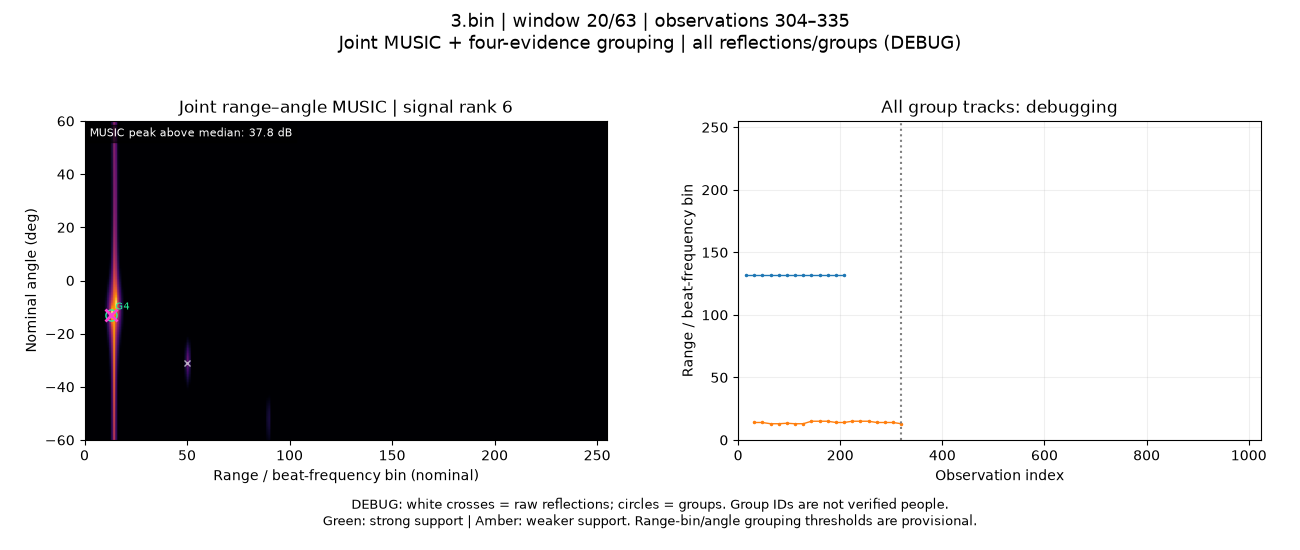 3.bin | window 20/63 | observations 304–335
Joint MUSIC + four-evidence grouping | all reflections/groups (DEBUG)
Joint range–angle MUSIC | signal rank 6
MUSIC peak above median: 37.8 dB
Nominal angle (deg)
60
40
20
0
−20
−40
−60
G4
0
50
100
150
200
250
Range / beat-frequency bin (nominal)
All group tracks: debugging
Range / beat-frequency bin
250
200
150
100
50
0
0
200
400
600
800
1000
Observation index
DEBUG: white crosses = raw reflections; circles = groups. Group IDs are not verified people.
Green: strong support | Amber: weaker support. Range-bin/angle grouping thresholds are provisional.